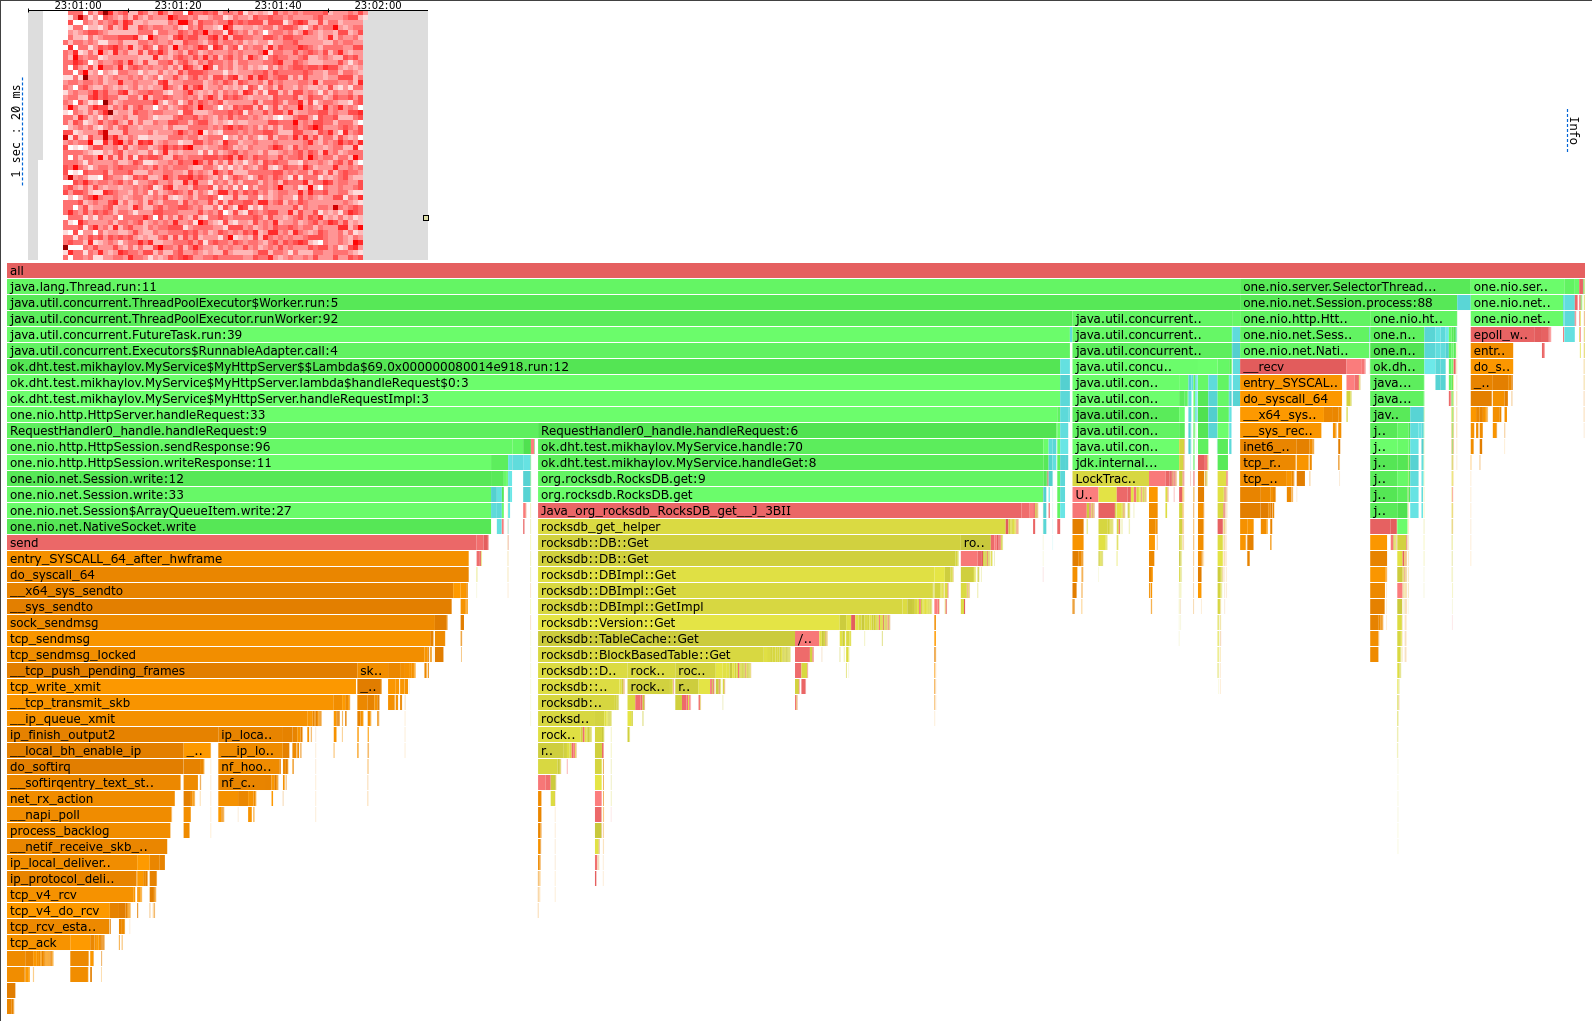 23:01:00 23:01:20 23:01:40 23:02:00
1 sec : 20 ms
Info
all
java.lang.Thread.run:11 one.nio.server.SelectorThread... one.nio.ser..
java.util.concurrent.ThreadPoolExecutor$Worker.run:5 one.nio.net.Session.process:88 one.nio.net..
java.util.concurrent.ThreadPoolExecutor.runWorker:92 java.util.concurrent.. one.nio.http.Htt.. one.nio.ht.. one.nio.net..
java.util.concurrent.FutureTask.run:39 java.util.concurrent.. one.nio.net.Sess.. one.n.. epoll_w..
java.util.concurrent.Executors$RunnableAdapter.call:4 java.util.concurrent.. one.nio.net.Nati.. one.n.. entr..
ok.dht.test.mikhaylov.MyService$MyHttpServer$$Lambda$69.0x000000080014e918.run:12 java.util.concu.. __recv ok.dh.. do_s..
ok.dht.test.mikhaylov.MyService$MyHttpServer.lambda$handleRequest$0:3 java.util.con.. entry_SYSCAL.. java... _..
ok.dht.test.mikhaylov.MyService$MyHttpServer.handleRequestImpl:3 java.util.con.. do_syscall_64 java...
one.nio.http.HttpServer.handleRequest:33 java.util.con.. __x64_sys.. jav..
RequestHandler0_handle.handleRequest:9 RequestHandler0_handle.handleRequest:6 java.util.con.. __sys_rec.. j..
one.nio.http.HttpSession.sendResponse:96 ok.dht.test.mikhaylov.MyService.handle:70 java.util.con.. inet6_.. j..
one.nio.http.HttpSession.writeResponse:11 ok.dht.test.mikhaylov.MyService.handleGet:8 jdk.internal... tcp_r.. j..
one.nio.net.Session.write:12 org.rocksdb.RocksDB.get:9 LockTrac.. tcp_.. j..
one.nio.net.Session.write:33 org.rocksdb.RocksDB.get U.. j..
one.nio.net.Session$ArrayQueueItem.write:27 Java_org_rocksdb_RocksDB_get__J_3BII j..
one.nio.net.NativeSocket.write rocksdb_get_helper
send rocksdb::DB::Get ro..
entry_SYSCALL_64_after_hwframe rocksdb::DB::Get
do_syscall_64 rocksdb::DBImpl::Get
__x64_sys_sendto rocksdb::DBImpl::Get
__sys_sendto rocksdb::DBImpl::GetImpl
sock_sendmsg rocksdb::Version::Get
tcp_sendmsg rocksdb::TableCache::Get /..
tcp_sendmsg_locked rocksdb::BlockBasedTable::Get
__tcp_push_pending_frames sk.. rocksdb::D.. rock.. roc..
tcp_write_xmit _.. rocksdb::.. rock.. r..
__tcp_transmit_skb rocksdb:..
__ip_queue_xmit rocksd..
ip_finish_output2 ip_loca.. rock..
__local_bh_enable_ip _.. __ip_lo.. r..
do_softirq nf_hoo..
__softirqentry_text_st.. nf_c..
net_rx_action
__napi_poll
process_backlog
__netif_receive_skb_..
ip_local_deliver..
ip_protocol_deli..
tcp_v4_rcv
tcp_v4_do_rcv
tcp_rcv_esta..
tcp_ack